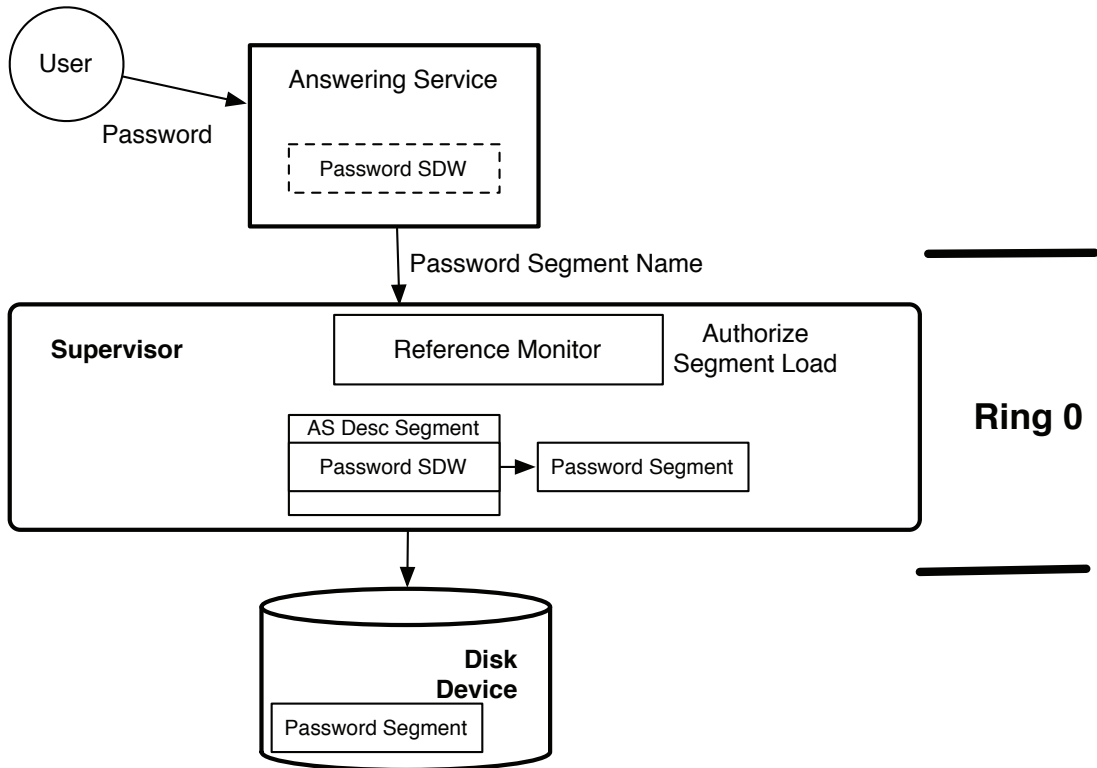 User
Answering Service
Password
Password SDW
Password Segment Name
Supervisor
Reference Monitor
Authorize
Segment Load
Ring 0
AS Desc Segment
Password SDW
Password Segment
Disk
Device
Password Segment